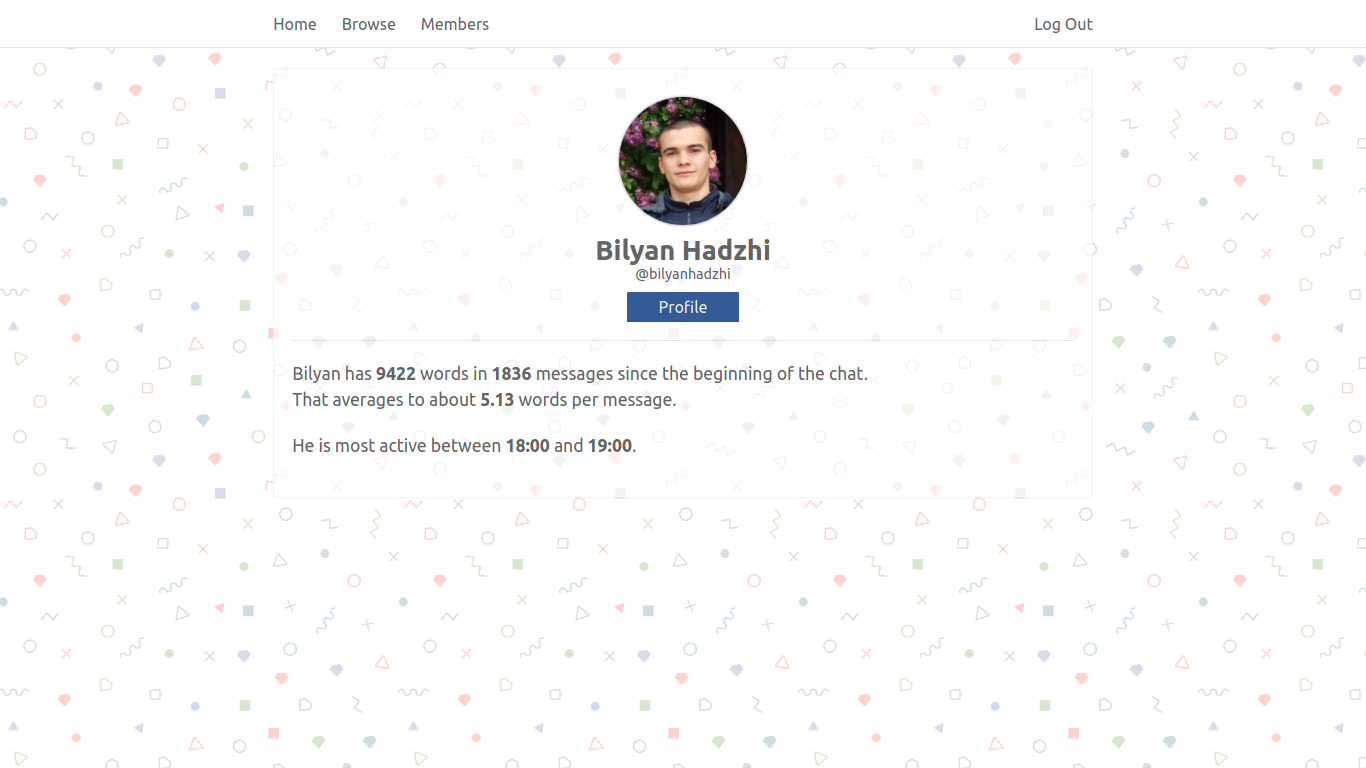 Home Browse Members Log Out
Bilyan Hadzhi
@bilyanhadzhi
Profile
Bilyan has 9422 words in 1836 messages since the beginning of the chat.
That averages to about 5.13 words per message.
He is most active between 18:00 and 19:00.